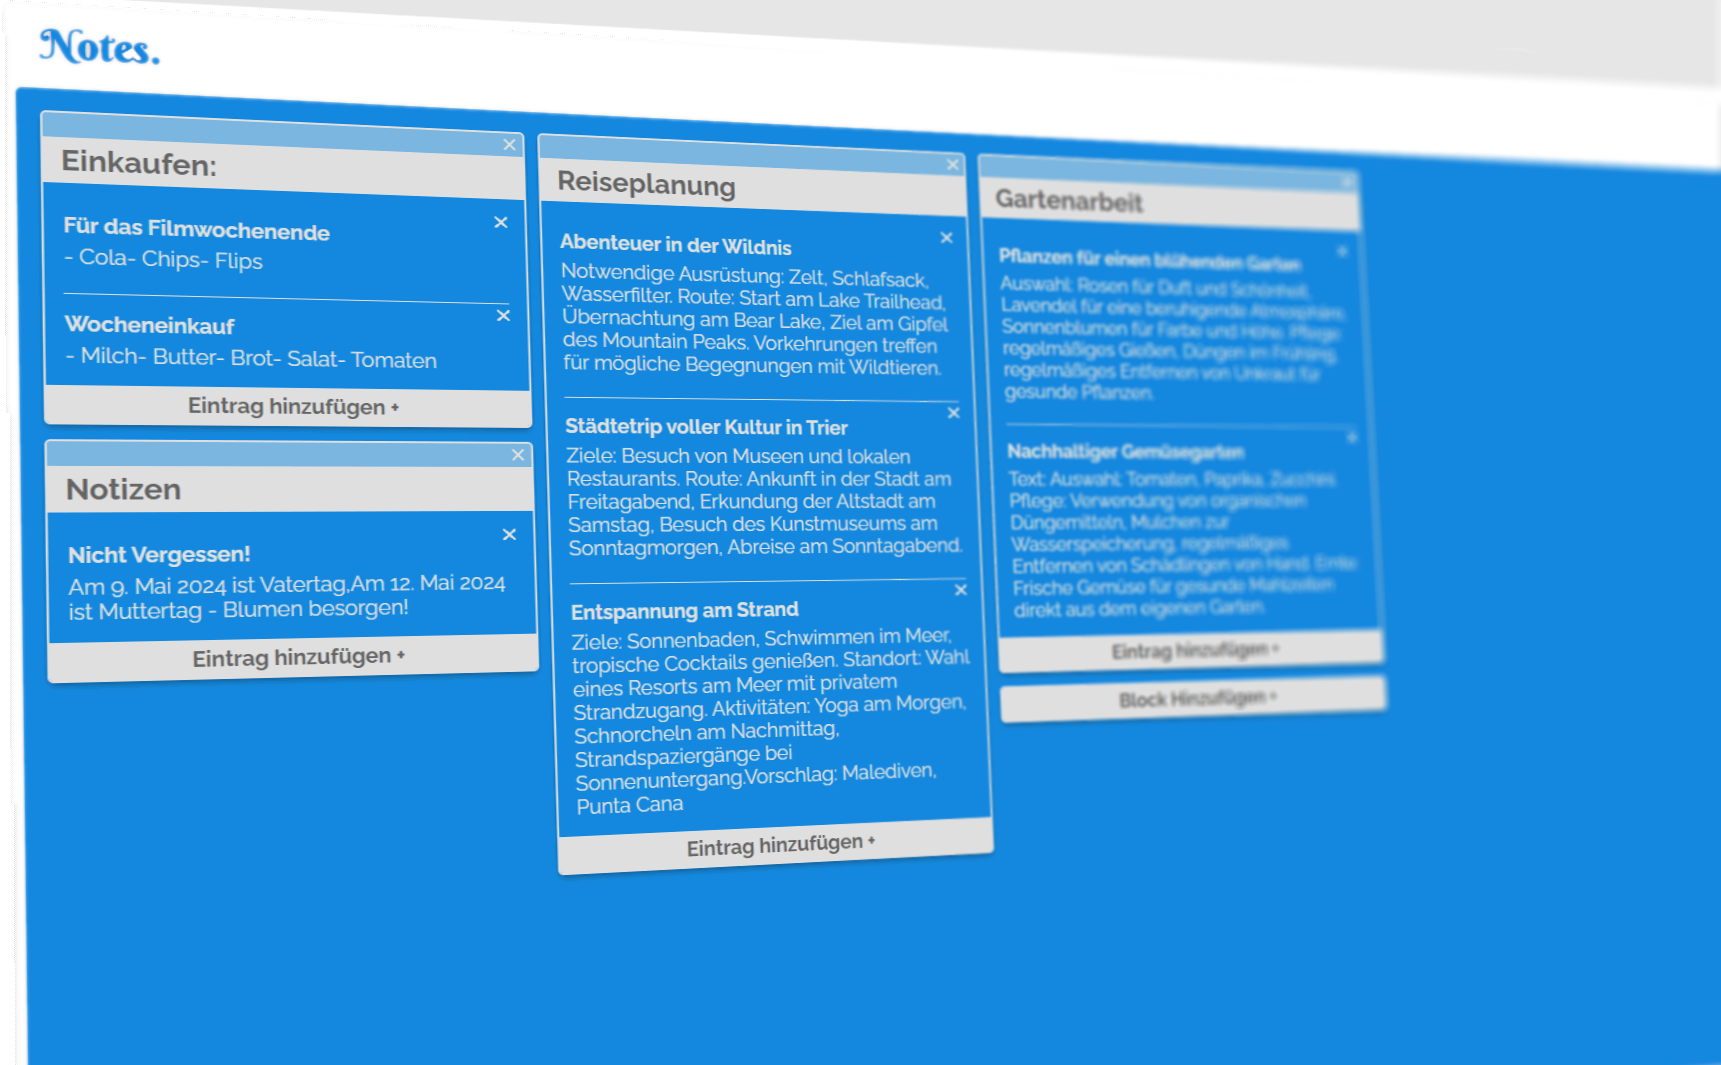 Notes.
Einkaufen:
Für das Filmwochenende
- Cola- Chips- Flips
Wocheneinkauf
- Milch- Butter- Brot- Salat- Tomaten
Eintrag hinzufügen +
Notizen
Nicht Vergessen!
Am 9. Mai 2024 ist Vatertag,Am 12. Mai 2024
ist Muttertag - Blumen besorgen!
Eintrag hinzufügen +
Reiseplanung
Abenteuer in der Wildnis
Notwendige Ausrüstung: Zelt, Schlafsack,
Wasserfilter. Route: Start am Lake Trailhead,
Übernachtung am Bear Lake, Ziel am Gipfel
des Mountain Peaks. Vorkehrungen treffen
für mögliche Begegnungen mit Wildtieren.
Städtetrip voller Kultur in Trier
Ziele: Besuch von Museen und lokalen
Restaurants. Route: Ankunft in der Stadt am
Freitagabend, Erkundung der Altstadt am
Samstag, Besuch des Kunstmuseums am
Sonntagmorgen, Abreise am Sonntagabend.
Entspannung am Strand
Ziele: Sonnenbaden, Schwimmen im Meer,
tropische Cocktails genießen. Standort: Wahl
eines Resorts am Meer mit privatem
Strandzugang. Aktivitäten: Yoga am Morgen,
Schnorcheln am Nachmittag,
Strandspaziergänge bei
Sonnenuntergang.Vorschlag: Malediven,
Punta Cana
Eintrag hinzufügen +
Gartenarbeit
Pflanzen für einen blühenden Garten
Auswahl: Rosen für Duft und Schönheit,
Lavendel für eine beruhigende Atmosphäre,
Sonnenblumen für Farbe und Höhe. Pflege:
regelmäßiges Gießen, Düngen im Frühling,
regelmäßiges Entfernen von Unkraut für
gesunde Pflanzen.
Nachhaltiger Gemüsegarten
Text: Auswahl: Tomaten, Paprika, Zucchini.
Pflege: Verwendung von organischen
Düngemitteln, Mulchen zur
Wasserspeicherung, regelmäßiges
Entfernen von Schädlingen von Hand. Ernte:
Frische Gemüse für gesunde Mahlzeiten
direkt aus dem eigenen Garten.
Eintrag hinzufügen +
Block Hinzufügen +